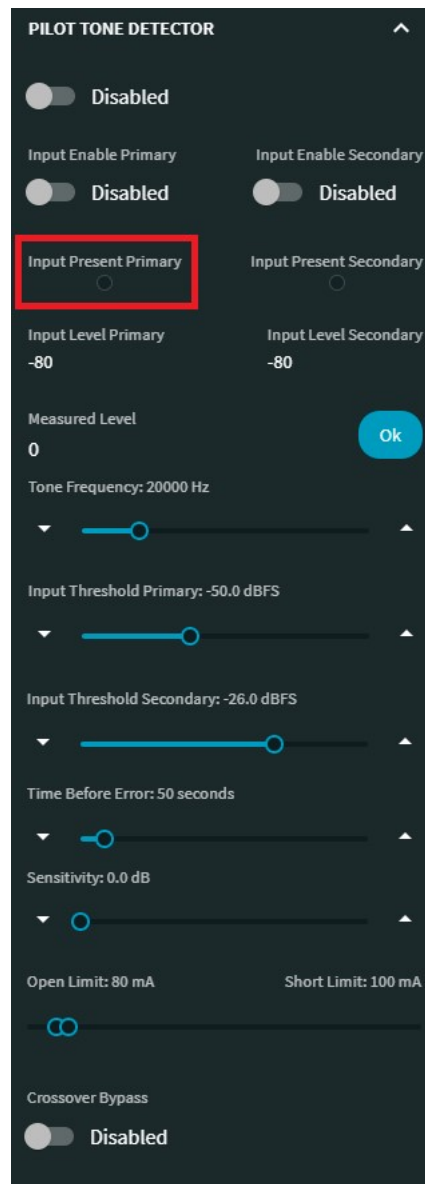 PILOT TONE DETECTOR
Disabled
Input Enable Primary Input Enable Secondary
Disabled Disabled
Input Present Primary Input Present Secondary
Input Level Primary Input Level Secondary
-80 -80
Measured Level
0 Ok
Tone Frequency: 20000 Hz
Input Threshold Primary: -50.0 dBFS
Input Threshold Secondary: -26.0 dBFS
Time Before Error: 50 seconds
Sensitivity: 0.0 dB
Open Limit: 80 mA Short Limit: 100 mA
Crossover Bypass
Disabled